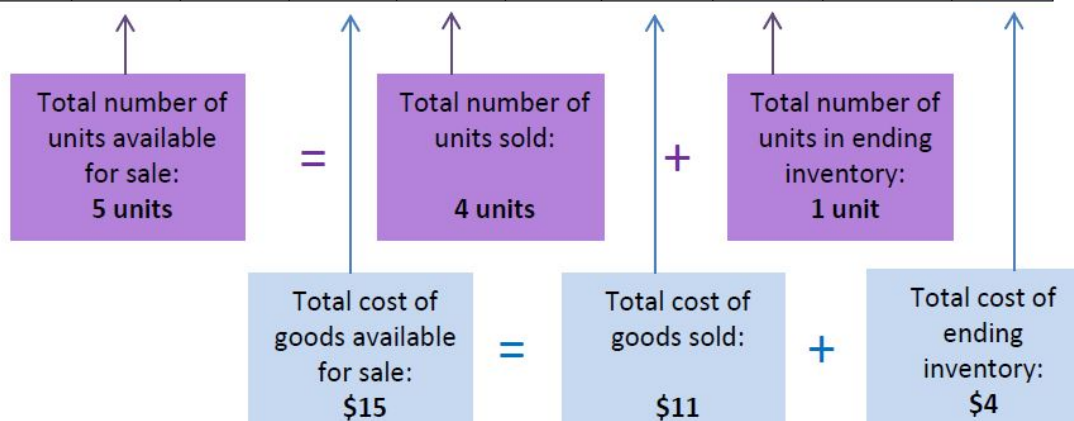 Total number of
units available
for sale:
5 units
=
Total number of
units sold:
4 units
+
Total number of
units in ending
inventory:
1 unit
Total cost of
goods available
for sale:
$15
=
Total cost of
goods sold:
$11
+
Total cost of
ending
inventory:
$4